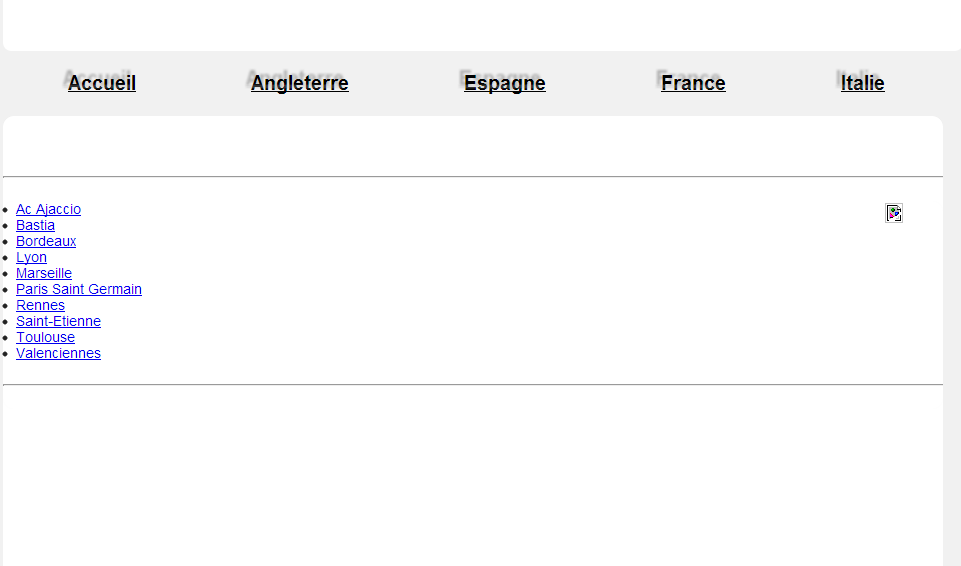 Accueil Angleterre Espagne France Italie
Ac Ajaccio
Bastia
Bordeaux
Lyon
Marseille
Paris Saint Germain
Rennes
Saint-Etienne
Toulouse
Valenciennes